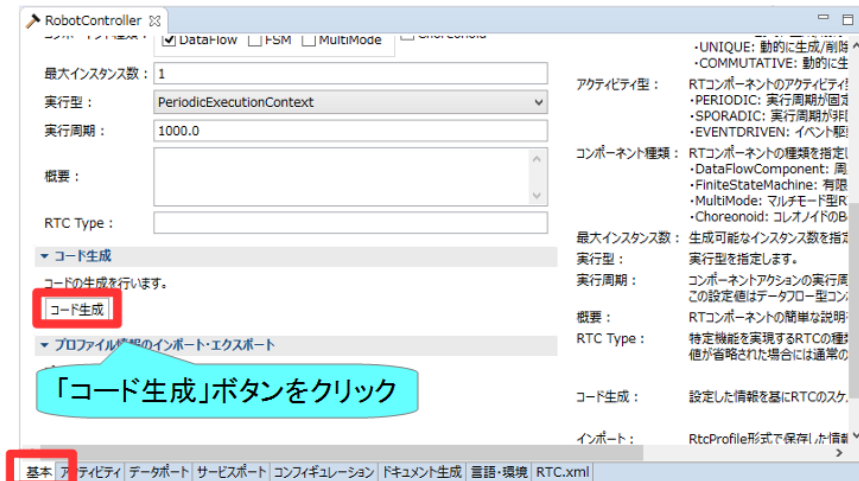 RobotController
DataFlow FSM MultiMode
最大インスタンス数： 1
実行型： PeriodicExecutionContext
実行周期： 1000.0
概要：
RTC Type：
コード生成
コードの生成を行います。
コード生成
プロファイル情報のインポート・エクスポート
「コード生成」ボタンをクリック
・UNIQUE: 動的に生成/削除
・COMMUTATIVE: 動的に生
アクティビティ型： RTコンポーネントのアクティビティ
・PERIODIC: 実行周期が固定
・SPORADIC: 実行周期が非
・EVENTDRIVEN: イベント駆
コンポーネント種類： RTコンポーネントの種類を指定し
・DataFlowComponent: 周
・FiniteStateMachine: 有限
・MultiMode: マルチモード型R
・Choreonoid: コレオノイドのB
最大インスタンス数： 生成可能なインスタンス数を指定
実行型： 実行型を指定します。
実行周期： コンポーネントアクションの実行周
この設定値はデータフロー型コン
概要： RTコンポーネントの簡単な説明
RTC Type： 特定機能を実現するRTCの種
値が省略された場合には通常の
コード生成： 設定した情報を基にRTCのスケ
インポート： RtcProfile形式で保存した情報
基本 アクティビティ データポート サービスポート コンフィギュレーション ドキュメント生成 言語・環境 RTC.xml